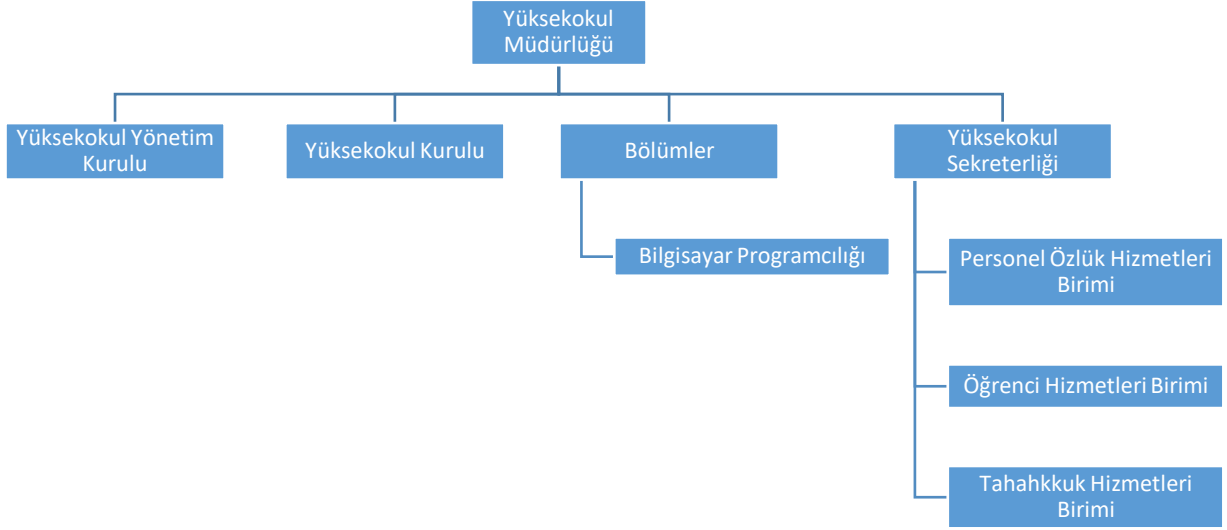 Yüksekokul
Müdürlüğü
Yüksekokul Yönetim
Kurulu
Yüksekokul Kurulu
Bölümler
Yüksekokul
Sekreterliği
Bilgisayar Programcılığı
Personel Özlük Hizmetleri
Birimi
Öğrenci Hizmetleri Birimi
Tahahkkuk Hizmetleri
Birimi